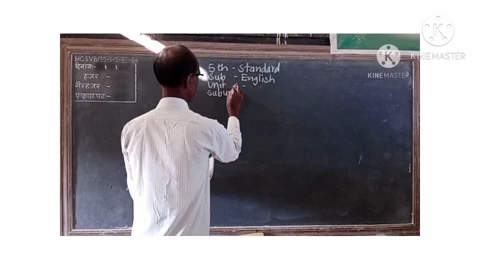 दिनांक:-
हजर -
गैरहजर -
एकूण पट -
5th - Standard
Sub - English
Unit -
KINEMASTER
KINEMASTER